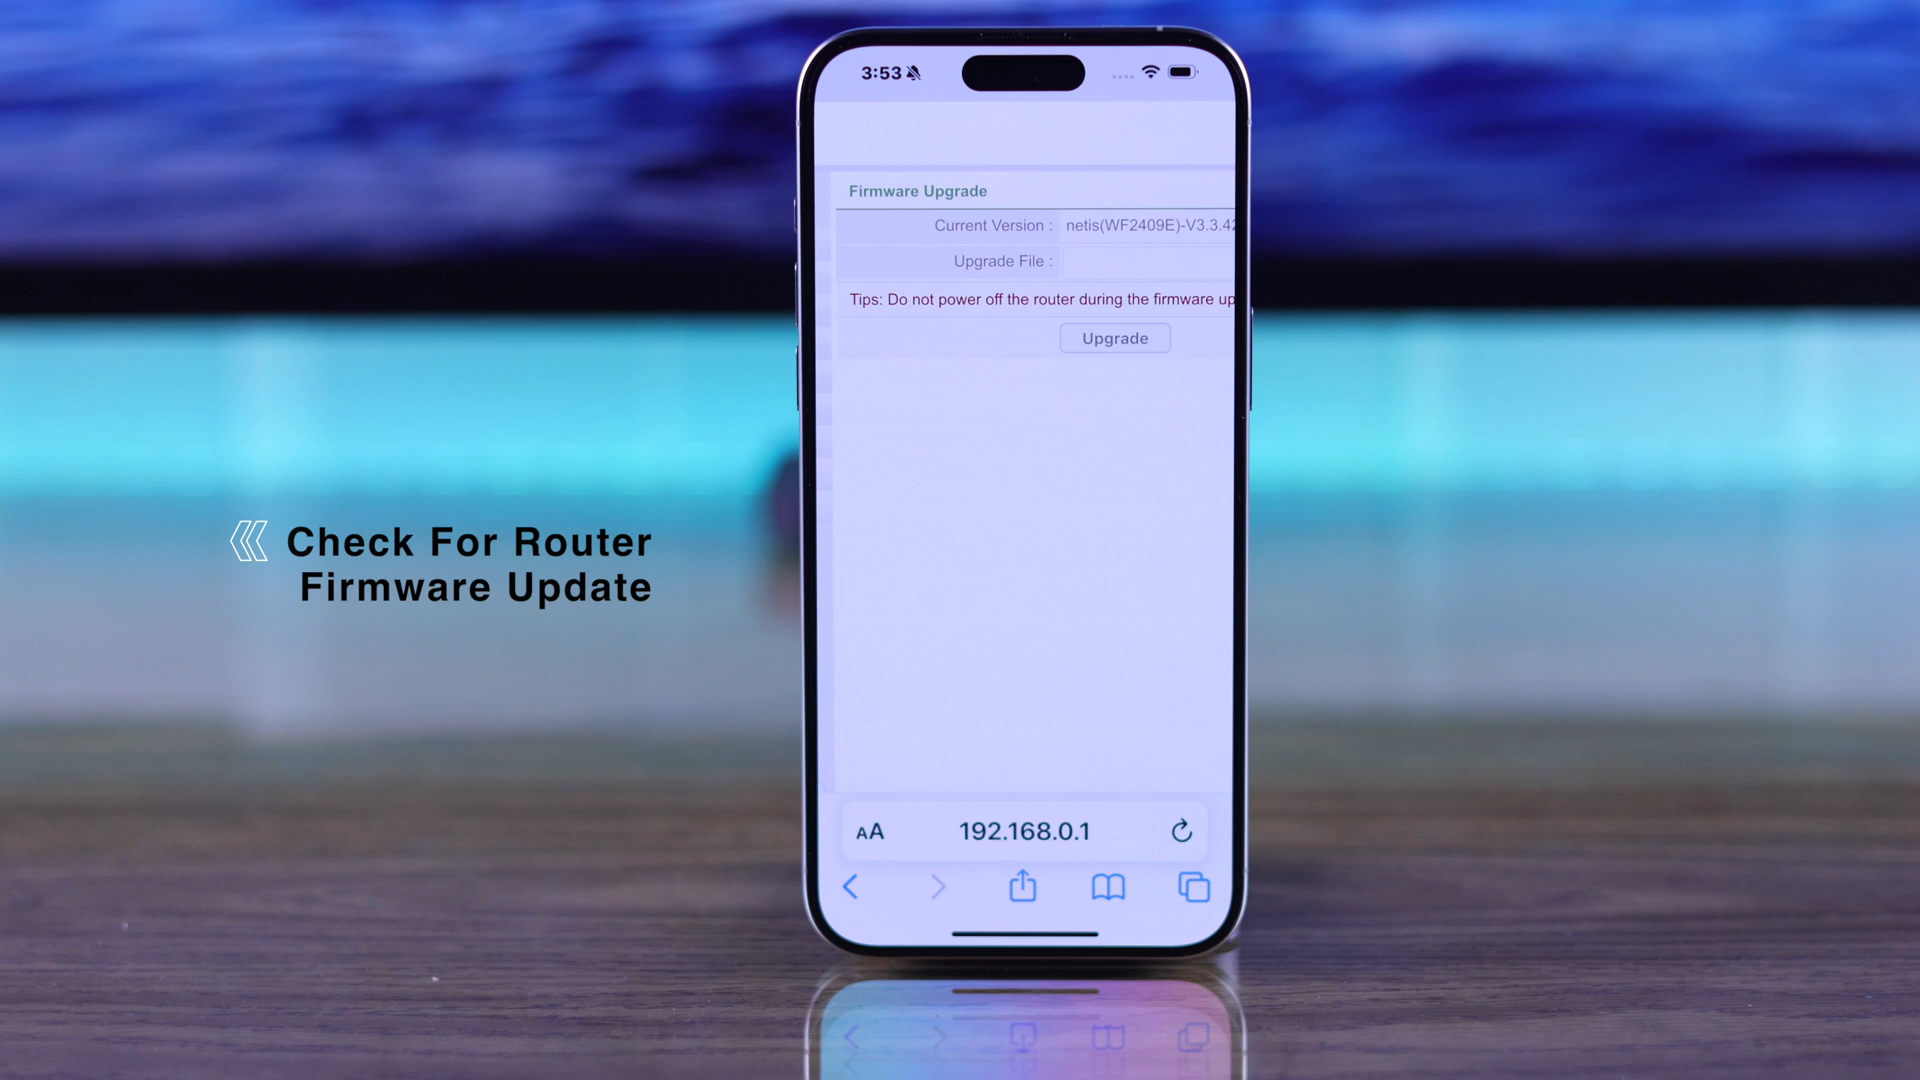 3:53
Firmware Upgrade
Current Version : netis(WF2409E)-V3.3.42
Upgrade File :
Tips: Do not power off the router during the firmware up
Upgrade
Check For Router
Firmware Update
AA 192.168.0.1